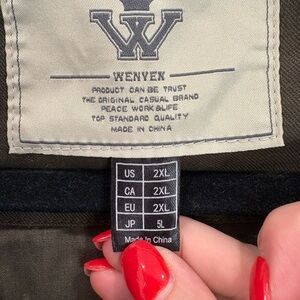 W
WENVEN
PRODUCT CAN BE TRUST
THE ORIGINAL CASUAL BRAND
PEACE WORK & LIFE
TOP STANDARD QUALITY
MADE IN CHINA
US 2XL
CA 2XL
EU 2XL
JP 5L
Made In China